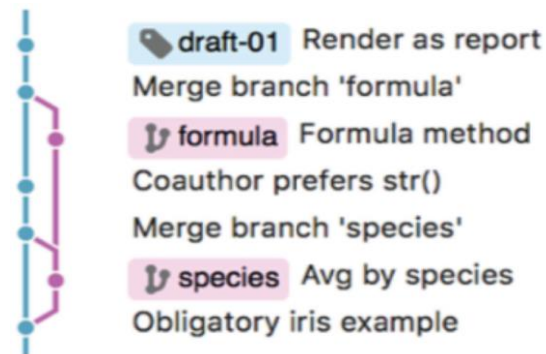 draft-01 Render as report
Merge branch 'formula'
formula Formula method
Coauthor prefers str()
Merge branch 'species'
species Avg by species
Obligatory iris example